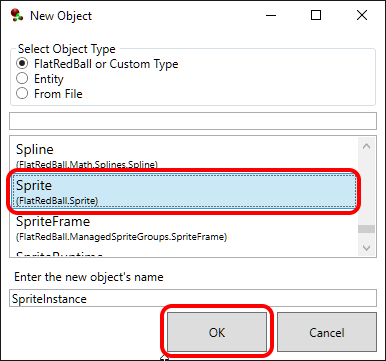 New Object
Select Object Type
FlatRedBall or Custom Type
Entity
From File
Spline
(FlatRedBall.Math.Splines.Spline)
Sprite
(FlatRedBall.Sprite)
SpriteFrame
(FlatRedBall.ManagedSpriteGroups.SpriteFrame)
SpriteRuntime
Enter the new object's name
SpriteInstance
OK
Cancel